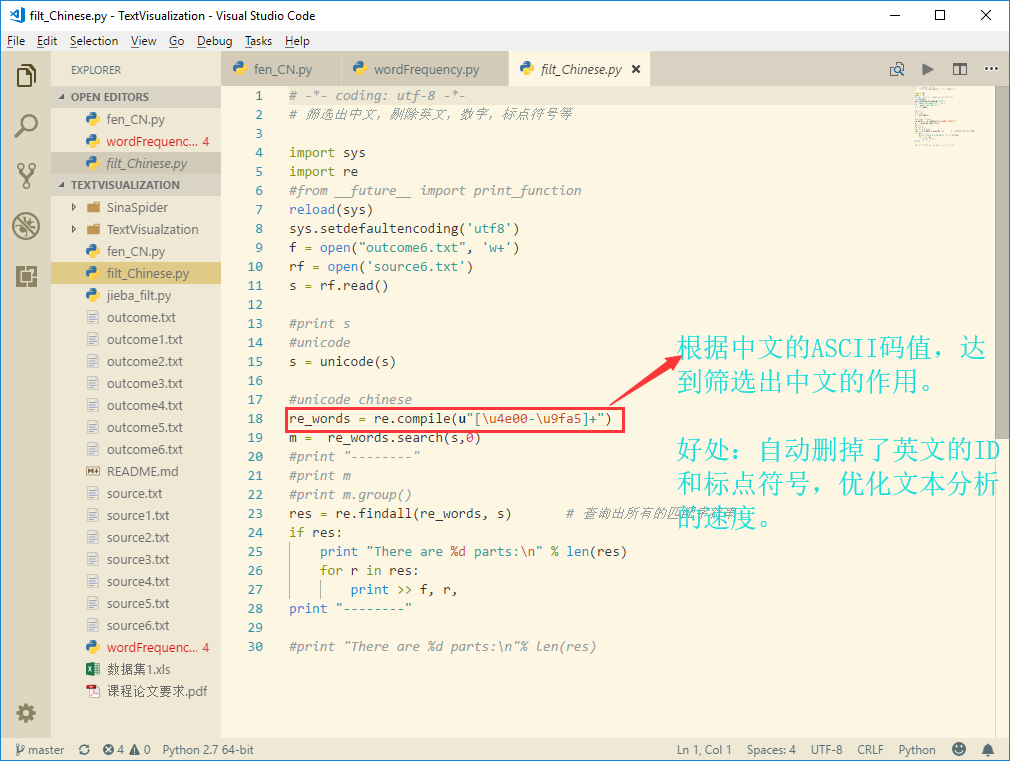 filt_Chinese.py - TextVisualization - Visual Studio Code
File Edit Selection View Go Debug Tasks Help
EXPLORER
fen_CN.py
wordFrequency.py
filt_Chinese.py
OPEN EDITORS
fen_CN.py
wordFrequenc... 4
filt_Chinese.py
TEXTVISUALIZATION
SinaSpider
TextVisualzation
fen_CN.py
filt_Chinese.py
jieba_filt.py
outcome.txt
outcome1.txt
outcome2.txt
outcome3.txt
outcome4.txt
outcome5.txt
outcome6.txt
README.md
source.txt
source1.txt
source2.txt
source3.txt
source4.txt
source5.txt
source6.txt
wordFrequenc... 4
数据集1.xls
课程论文要求.pdf
1 # -*- coding: utf-8 -*-
2 # 筛选出中文，剔除英文，数字，标点符号等
3
4 import sys
5 import re
6 #from __future__ import print_function
7 reload(sys)
8 sys.setdefaultencoding('utf8')
9 f = open("outcome6.txt", 'w+')
10 rf = open('source6.txt')
11 s = rf.read()
12
13 #print s
14 #unicode
15 s = unicode(s)
16
17 #unicode chinese
18 re_words = re.compile(u"[\u4e00-\u9fa5]+")
19 m =  re_words.search(s,0)
20 #print "--------"
21 #print m
22 #print m.group()
23 res = re.findall(re_words, s)       # 查询出所有的匹
24 if res:
25     print "There are %d parts:\n" % len(res)
26     for r in res:
27         print >> f, r,
28 print "--------"
29
30 #print "There are %d parts:\n"% len(res)
根据中文的ASCII码值，达
到筛选出中文的作用。
好处：自动删掉了英文的ID
和标点符号，优化文本分析
的速度。
master 4 0 Python 2.7 64-bit Ln 1, Col 1 Spaces: 4 UTF-8 CRLF Python